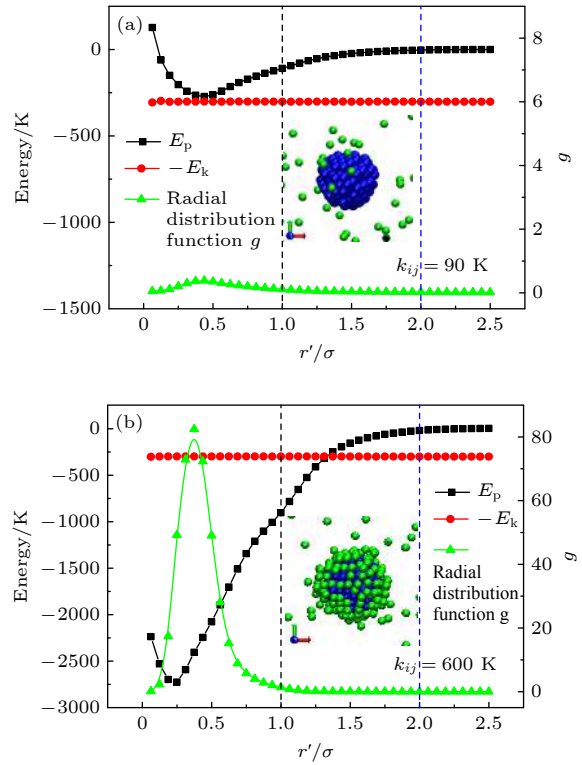 (a)
0
−500
−1000
−1500
Energy/K
E_p
−E_k
Radial
distribution
function g
k_ij = 90 K
8
6
4
2
0
g
0 0.5 1.0 1.5 2.0 2.5
r′/σ
(b)
0
−500
−1000
−1500
−2000
−2500
−3000
Energy/K
E_p
−E_k
Radial
distribution
function g
k_ij = 600 K
80
60
40
20
0
g
0 0.5 1.0 1.5 2.0 2.5
r′/σ